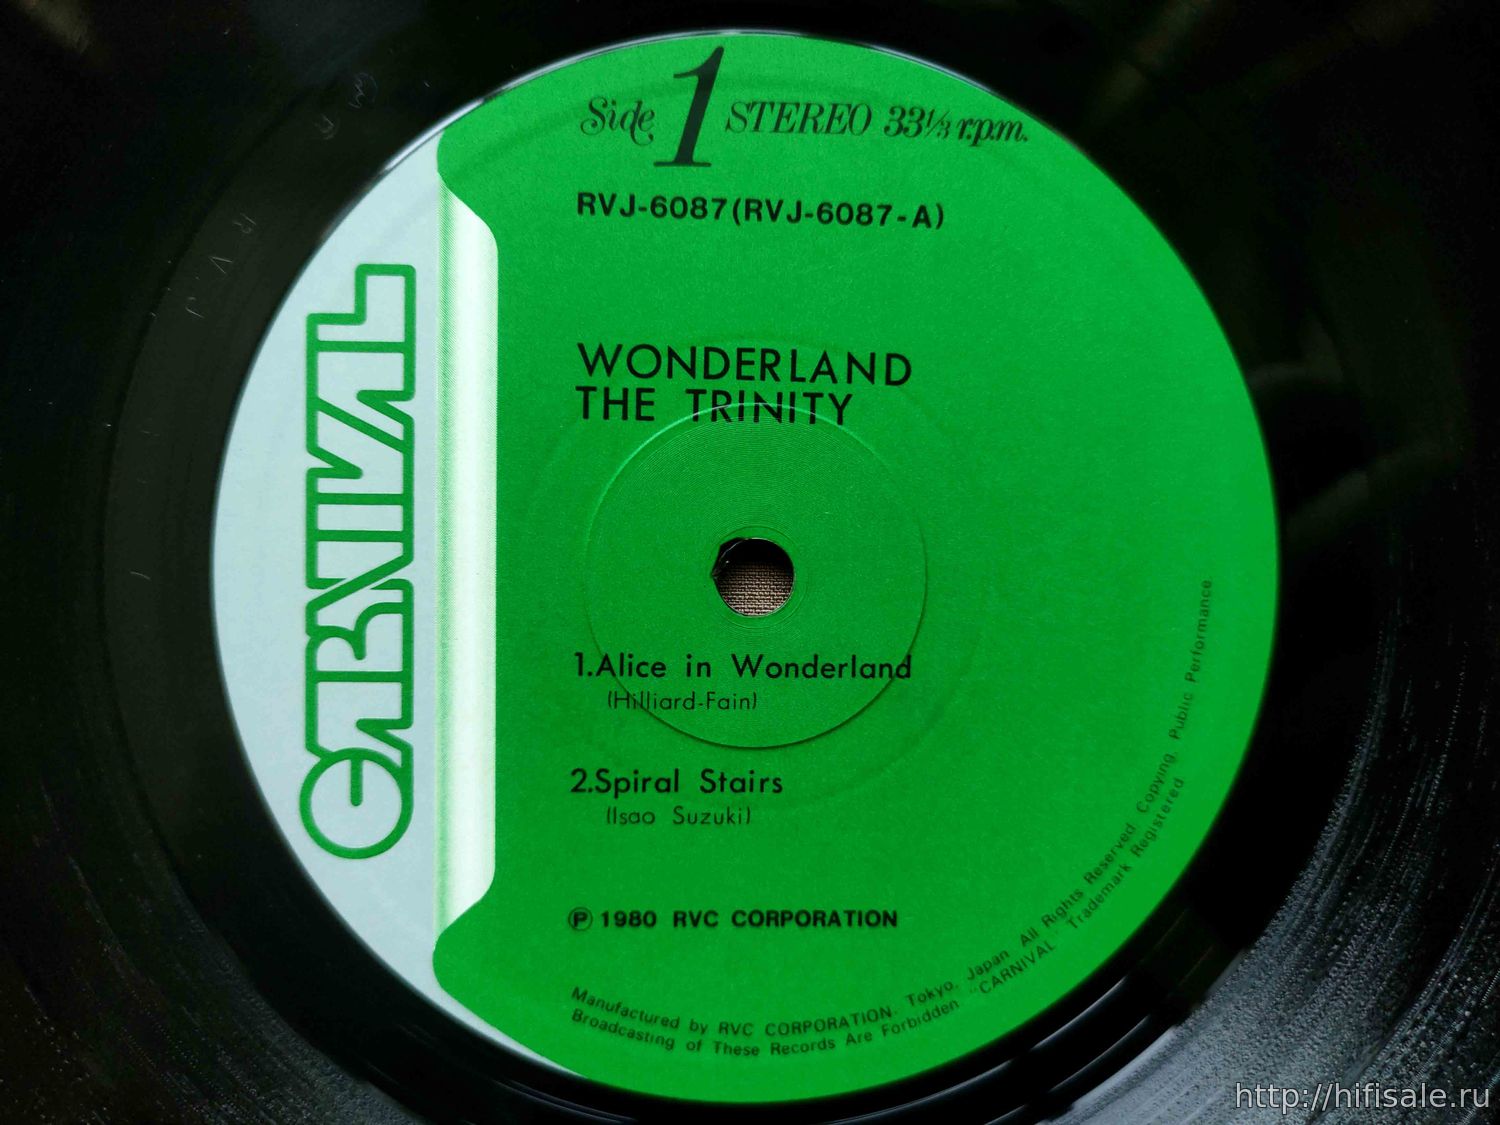 Side 1 STEREO 33 1/3 r.p.m.
RVJ-6087(RVJ-6087-A)
WONDERLAND
THE TRINITY
CARNIVAL
1.Alice in Wonderland
(Hilliard-Fain)
2.Spiral Stairs
(Isao Suzuki)
℗ 1980 RVC CORPORATION
Manufactured by RVC CORPORATION. Tokyo, Japan All Rights Reserved Copying. Public Performance
Broadcasting of These Records Are Forbidden "CARNIVAL" Trademark Registered
R V J
http://hifisale.ru